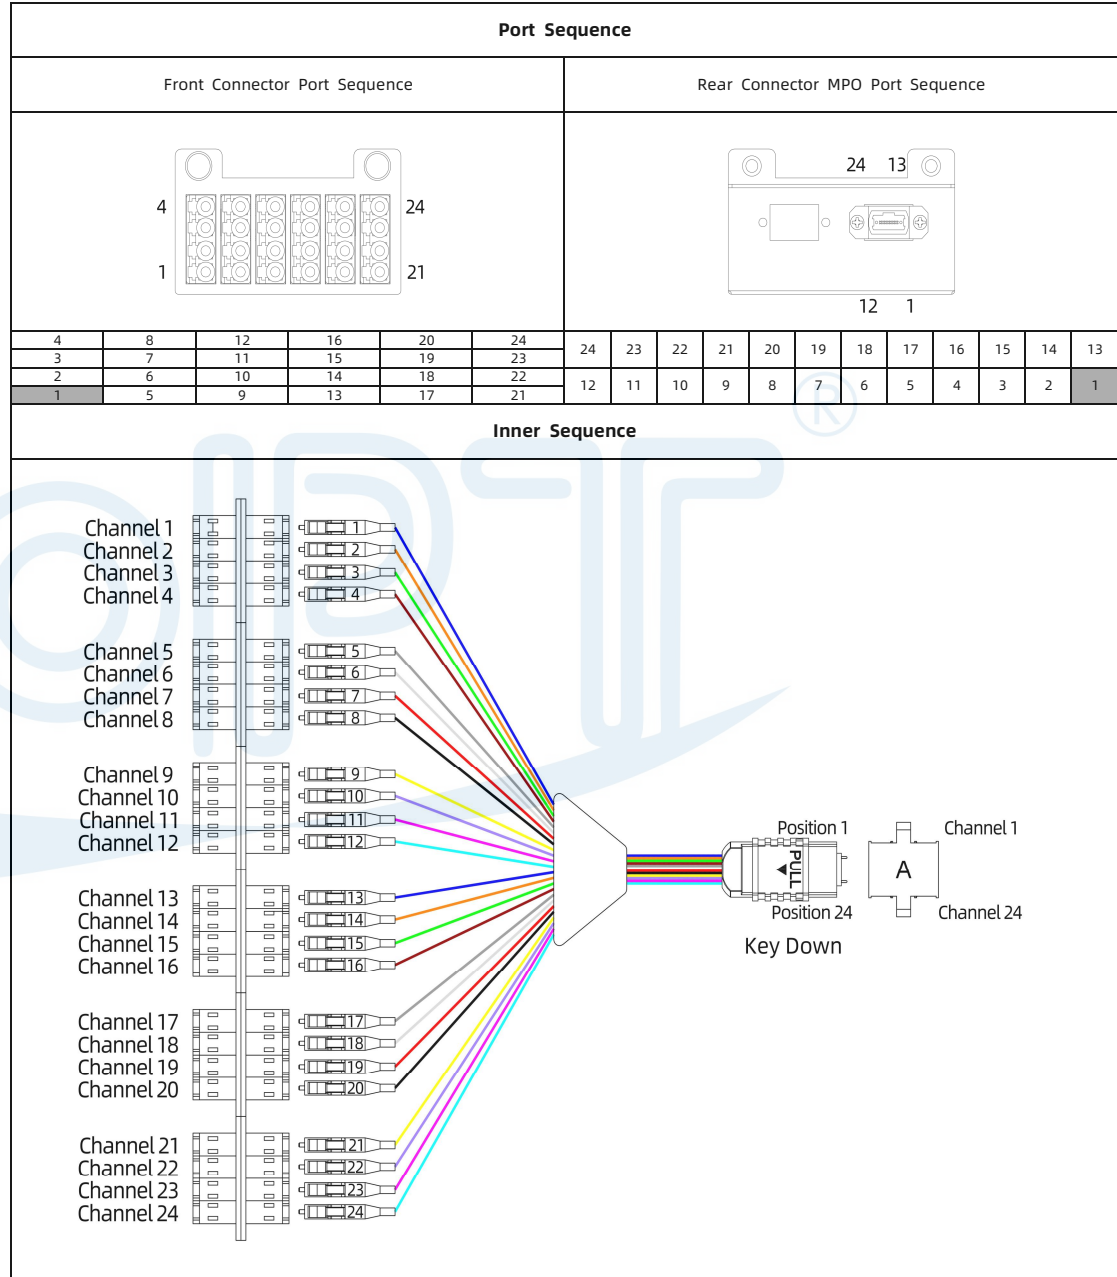 Port Sequence
Front Connector Port Sequence
Rear Connector MPO Port Sequence
4 24
1 21
24 13
12 1
4 8 12 16 20 24
3 7 11 15 19 23
2 6 10 14 18 22
1 5 9 13 17 21
24 23 22 21 20 19 18 17 16 15 14 13
12 11 10 9 8 7 6 5 4 3 2 1
®
Inner Sequence
Channel 1 1
Channel 2 2
Channel 3 3
Channel 4 4
Channel 5 5
Channel 6 6
Channel 7 7
Channel 8 8
Channel 9 9
Channel 10 10
Channel 11 11
Channel 12 12
Channel 13 13
Channel 14 14
Channel 15 15
Channel 16 16
Channel 17 17
Channel 18 18
Channel 19 19
Channel 20 20
Channel 21 21
Channel 22 22
Channel 23 23
Channel 24 24
Position 1
PULL
Position 24
Key Down
Channel 1
A
Channel 24